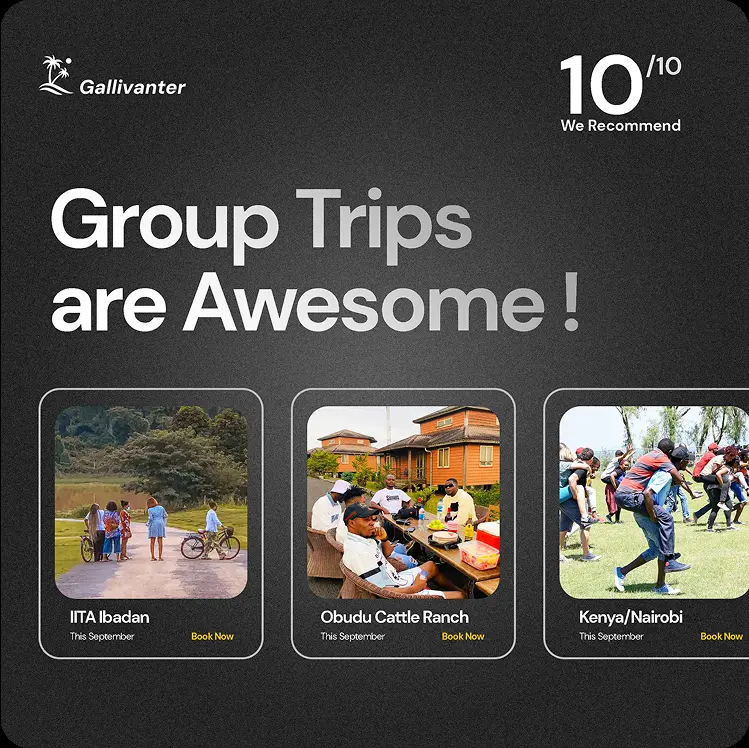 Gallivanter
10/10
We Recommend
Group Trips
are Awesome !
IITA Ibadan
This September Book Now
Obudu Cattle Ranch
This September Book Now
Kenya/Nairobi
This September Book Now